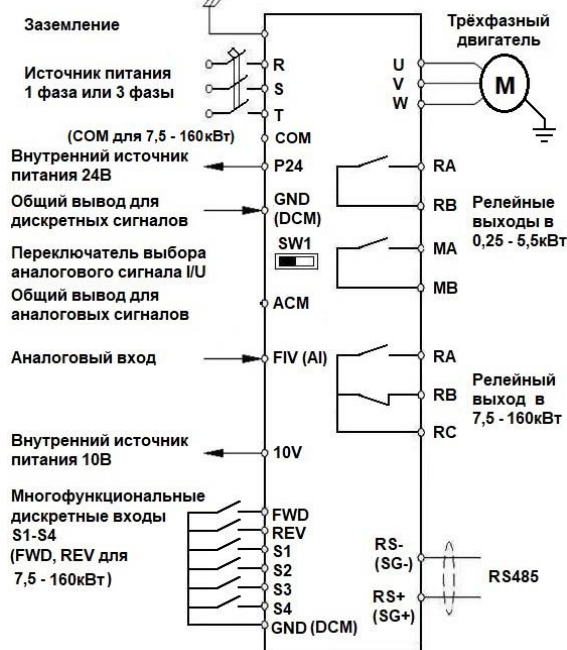 Заземление
Источник питания
1 фаза или 3 фазы
(COM для 7,5 - 160кВт)
Внутренний источник
питания 24В
Общий вывод для
дискретных сигналов
Переключатель выбора
аналогового сигнала I/U
Общий вывод для
аналоговых сигналов
Аналоговый вход
Внутренний источник
питания 10В
Многофункциональные
дискретные входы
S1-S4
(FWD, REV для
7,5 - 160кВт)
R
S
T
COM
P24
GND
(DCM)
SW1
ACM
FIV (AI)
10V
FWD
REV
S1
S2
S3
S4
GND (DCM)
Трёхфазный
двигатель
U
V
W
M
RA
RB
MA
MB
Релейные
выходы в
0,25 - 5,5кВт
RA
RB
RC
Релейный
выход в
7,5 - 160кВт
RS-
(SG-)
RS+
(SG+)
RS485